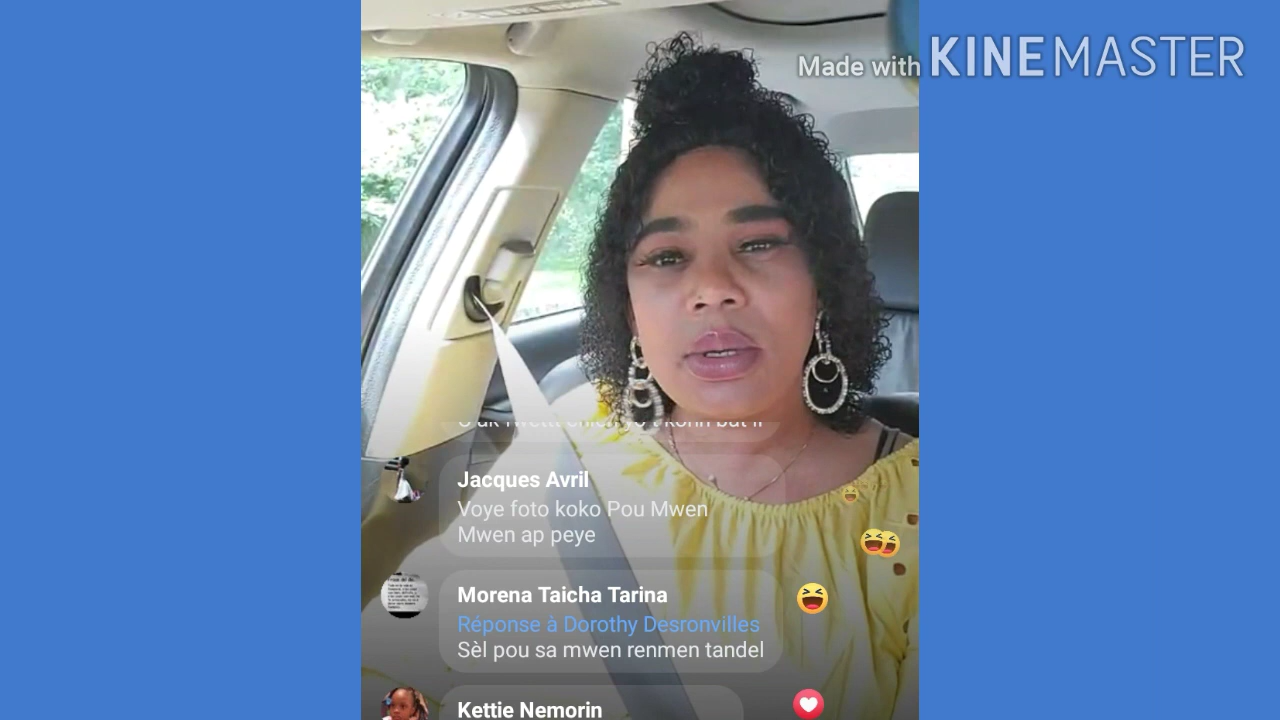 Made with KINEMASTER
Jacques Avril
Voye foto koko Pou Mwen
Mwen ap peye
Morena Taicha Tarina
Réponse à Dorothy Desronvilles
Sèl pou sa mwen renmen tandel
Kettie Nemorin